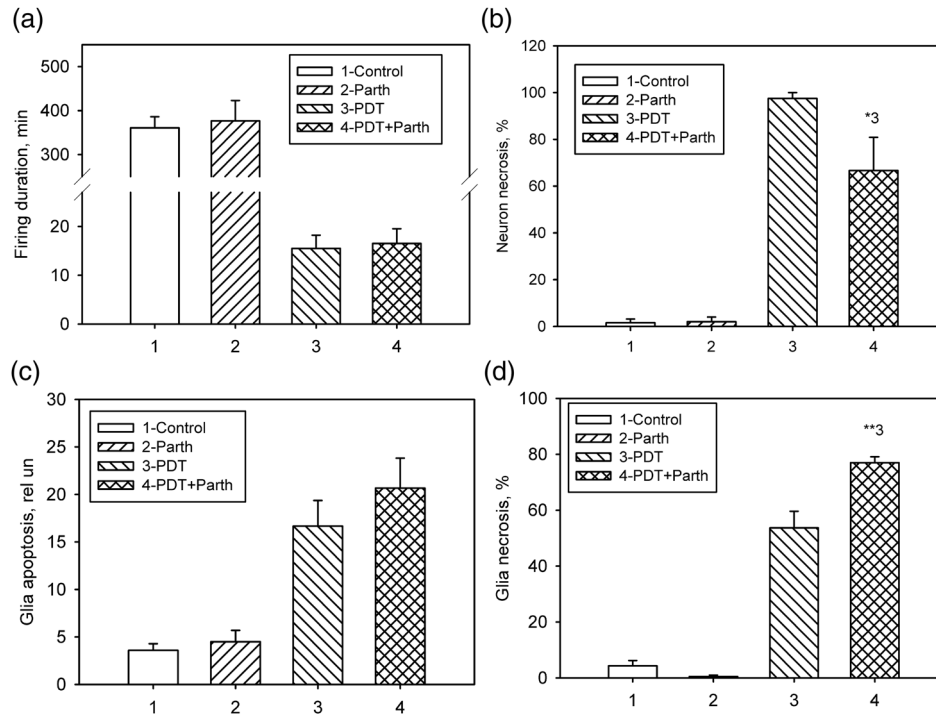 (a)
Firing duration, min
500
400
300
20
10
0
1-Control
2-Parth
3-PDT
4-PDT+Parth
1 2 3 4
(b)
Neuron necrosis, %
120
100
80
60
40
20
0
1-Control
2-Parth
3-PDT
4-PDT+Parth
*3
1 2 3 4
(c)
Glia apoptosis, rel un
30
25
20
15
10
5
0
1-Control
2-Parth
3-PDT
4-PDT+Parth
1 2 3 4
(d)
Glia necrosis, %
100
80
60
40
20
0
1-Control
2-Parth
3-PDT
4-PDT+Parth
**3
1 2 3 4